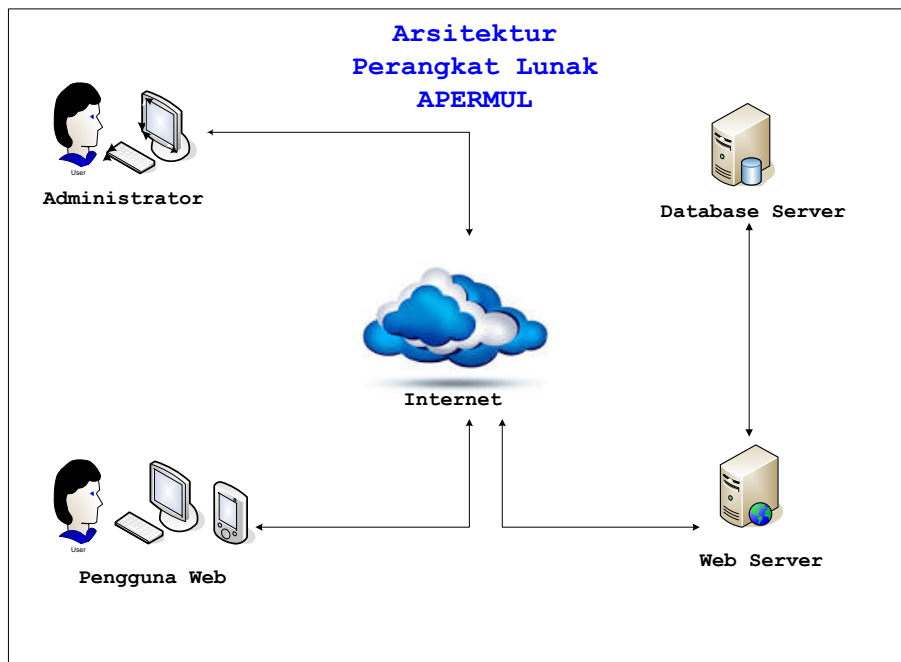 Arsitektur
Perangkat Lunak
APERMUL
User
Administrator
Database Server
Internet
User
Pengguna Web
Web Server